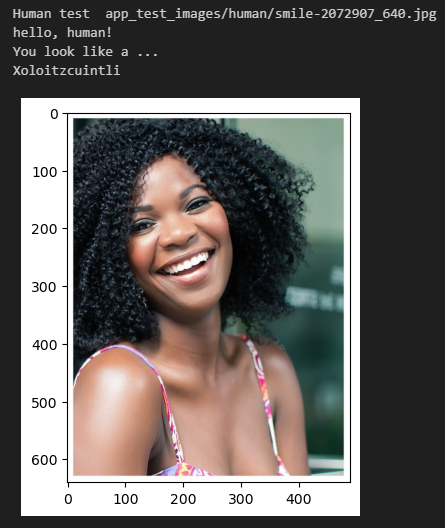 Human test  app_test_images/human/smile-2072907_640.jpg
hello, human!
You look like a ...
Xoloitzcuintli
0
100
200
300
400
500
600
0 100 200 300 400